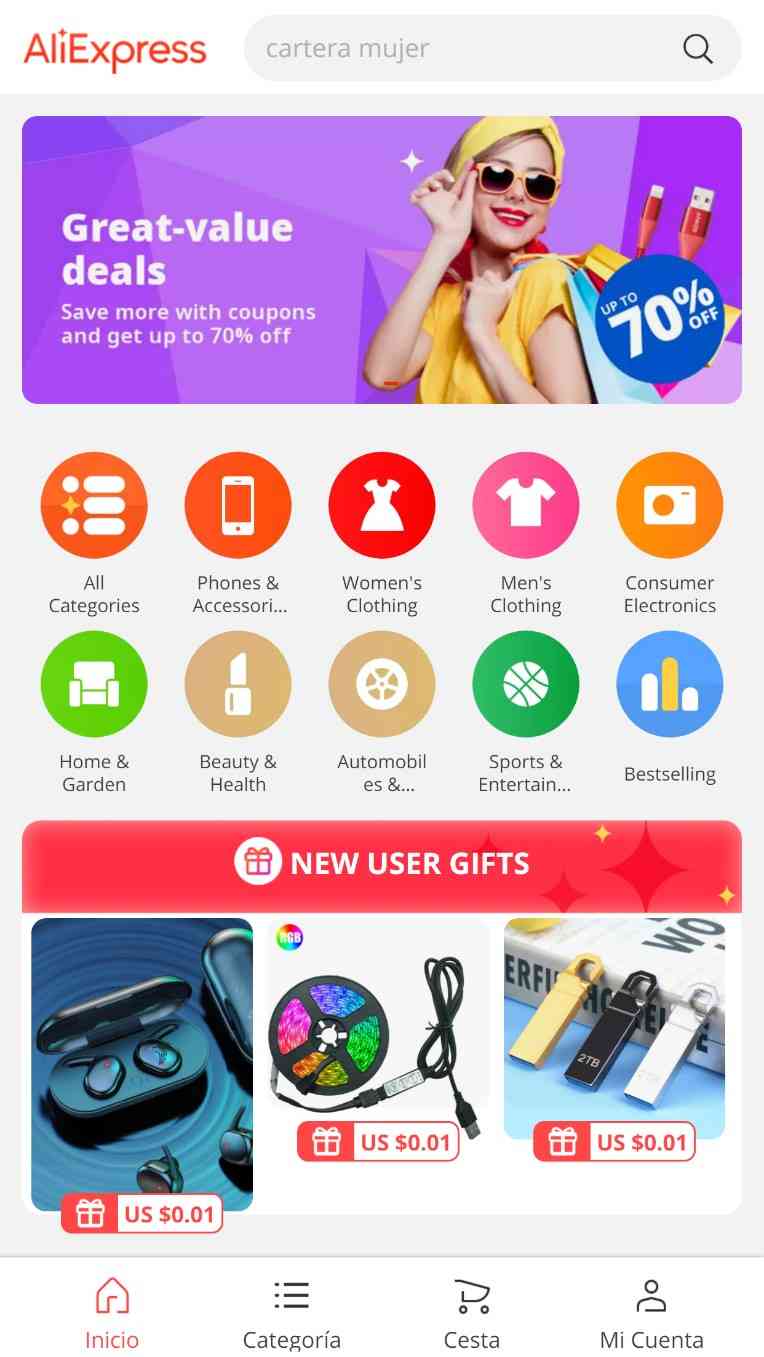 AliExpress
cartera mujer
Great-value
deals
Save more with coupons
and get up to 70% off
UP TO
70%
OFF
All
Categories
Phones &
Accessori...
Women's
Clothing
Men's
Clothing
Consumer
Electronics
Home &
Garden
Beauty &
Health
Automobil
es &...
Sports &
Entertain...
Bestselling
NEW USER GIFTS
RGB
2TB
US $0.01
US $0.01
US $0.01
Inicio
Categoría
Cesta
Mi Cuenta